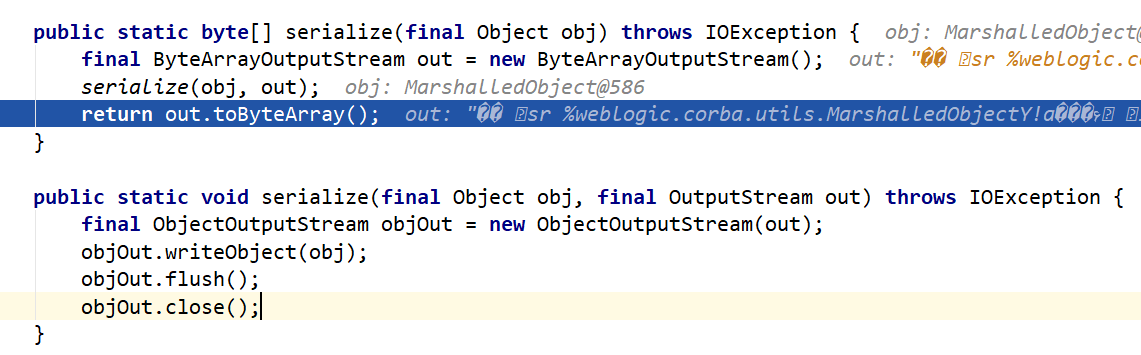 public static byte[] serialize(final Object obj) throws IOException {  obj: MarshalledObject@
final ByteArrayOutputStream out = new ByteArrayOutputStream();  out: "�� sr %weblogic.co
serialize(obj, out);  obj: MarshalledObject@586
return out.toByteArray();  out: "�� sr %weblogic.corba.utils.MarshalledObjectY!a���
}
public static void serialize(final Object obj, final OutputStream out) throws IOException {
final ObjectOutputStream objOut = new ObjectOutputStream(out);
objOut.writeObject(obj);
objOut.flush();
objOut.close();
}